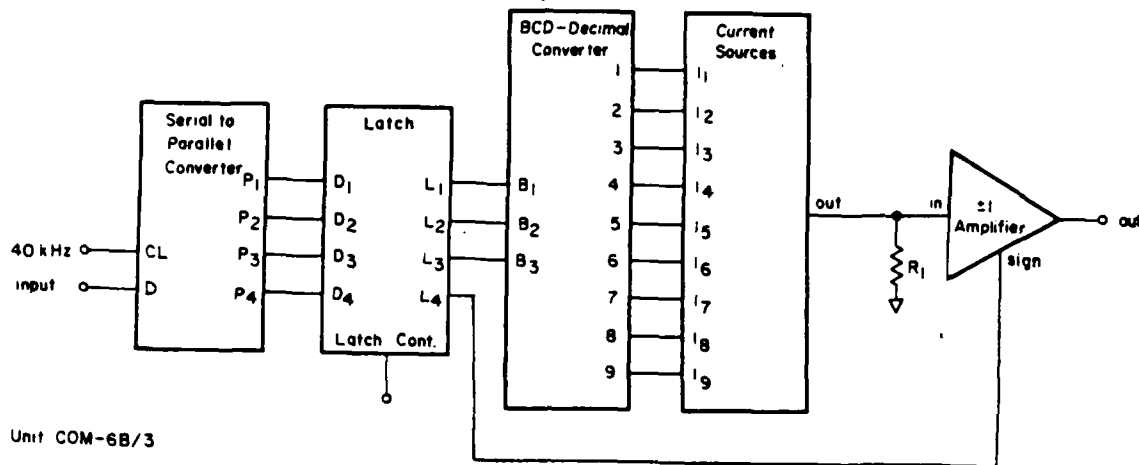 BCD-Decimal
Converter
1
2
3
4
5
6
7
8
9
Current
Sources
I1
I2
I3
I4
I5
I6
I7
I8
I9
out
Serial to
Parallel
Converter
P1
P2
P3
P4
CL
D
40 kHz
input
Latch
D1
D2
D3
D4
L1
L2
L3
L4
Latch Cont.
B1
B2
B3
in
±1
Amplifier
sign
out
R1
Unit COM-6B/3